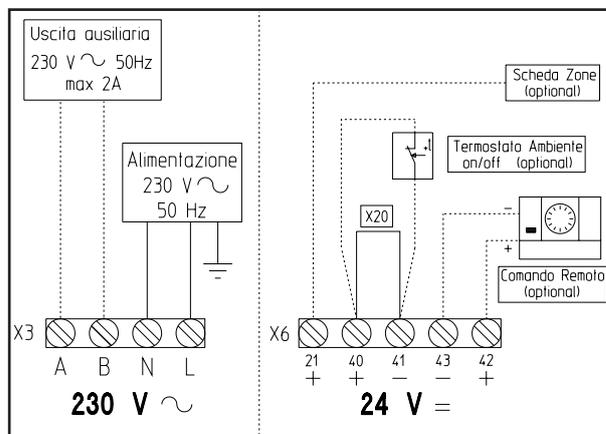 Uscita ausiliaria
230 V ~ 50Hz
max 2A
Alimentazione
230 V ~
50 Hz
X3
A B N L
230 V ~
Scheda Zone
(optional)
+t
Termostato Ambiente
on/off (optional)
X20
−
+
Comando Remoto
(optional)
X6
21 40 41 43 42
+ + − − +
24 V =